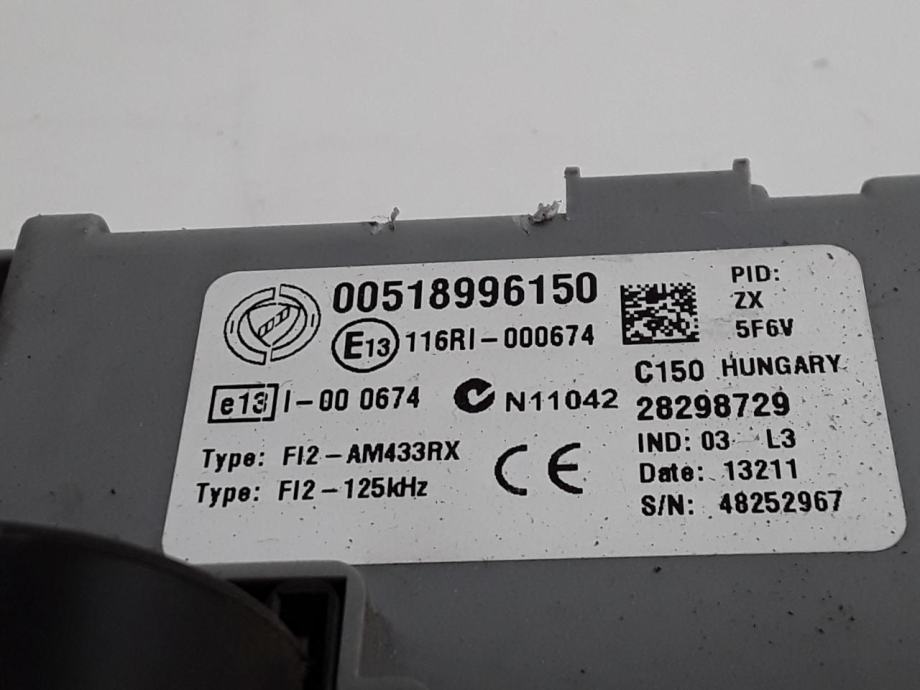 00518996150
E13 116RI-000674
e13 I-00 0674
N11042
Type: FI2-AM433RX
Type: FI2-125kHz
CE
PID:
ZX
5F6V
C150 HUNGARY
28298729
IND: 03 L3
Date: 13211
S/N: 48252967